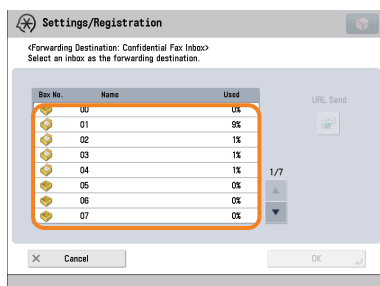 Settings/Registration
<Forwarding Destination: Confidential Fax Inbox>
Select an inbox as the forwarding destination.
Box No. Name Used
URL Send
00 0%
01 9%
02 1%
03 1%
04 1%
1/7
05 0%
06 0%
07 0%
Cancel
OK